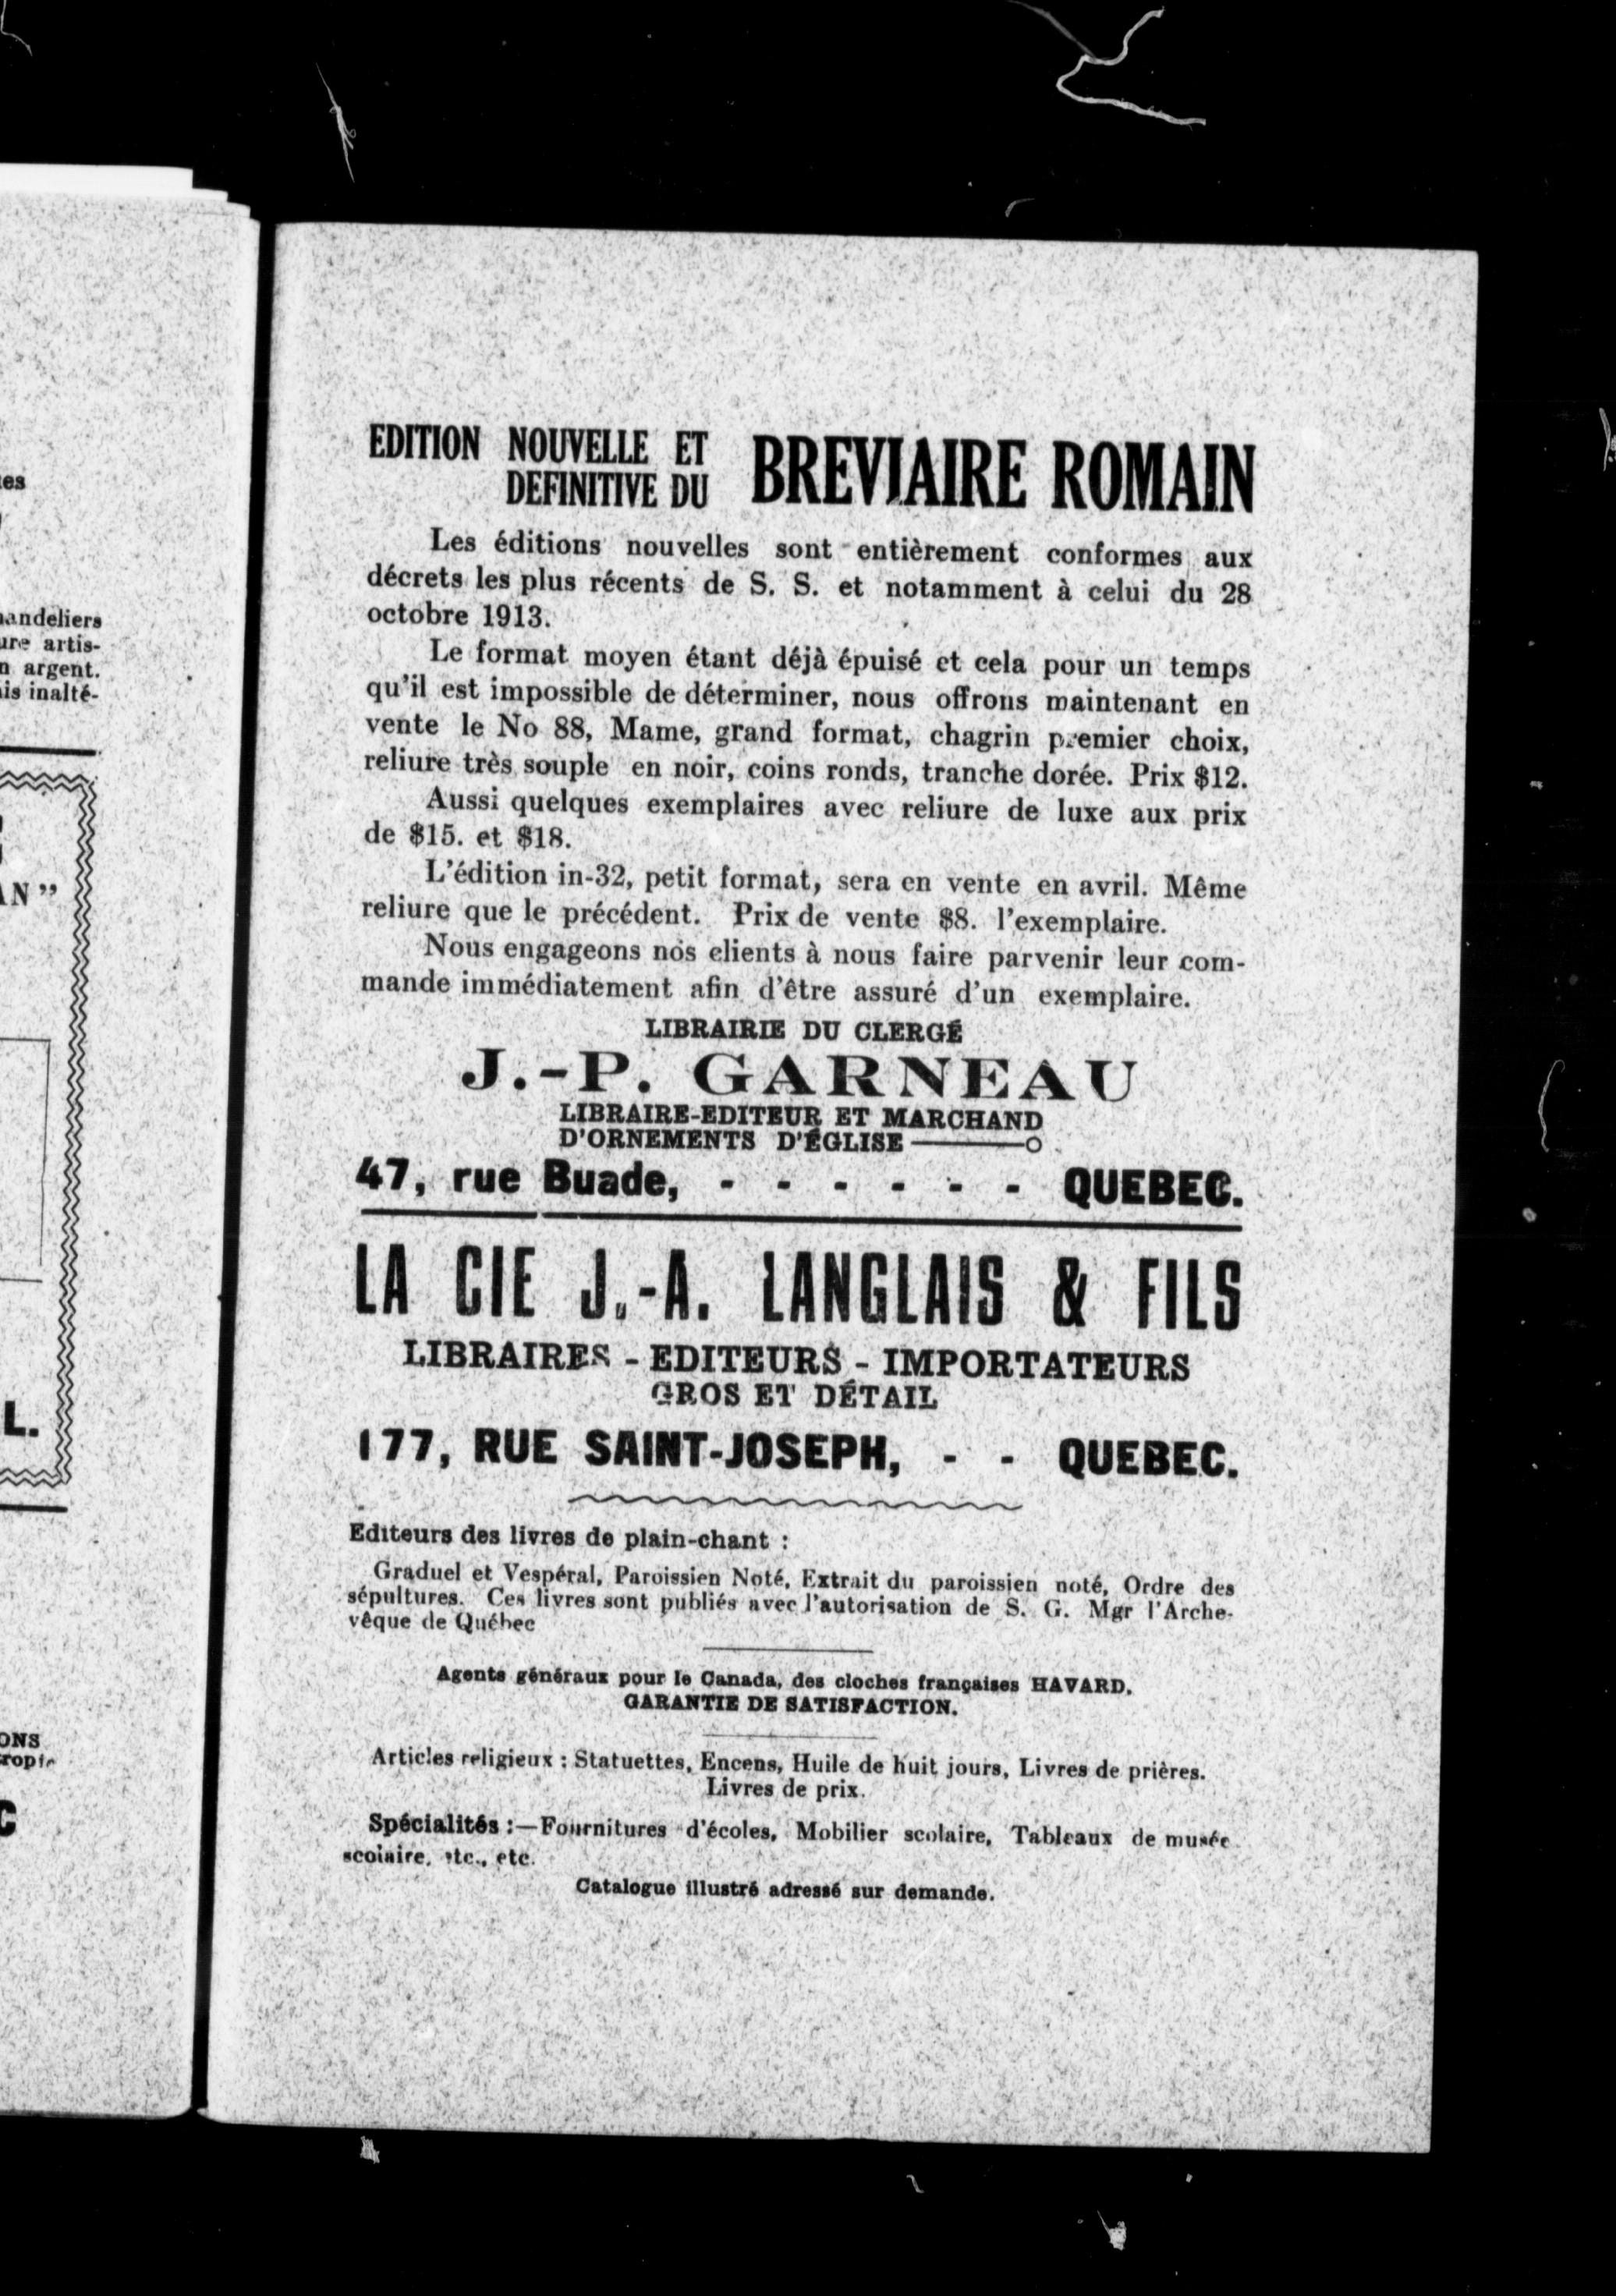 es
andeliers
artis-
argent.
inalté-
AN”
L.
ONS
C
EDITION NOUVELLE ET
DEFINITIVE DU
BREVIAIRE ROMAIN
Les éditions nouvelles sont entièrement conformes aux
décrets les plus récents de S. S. et notamment à celui du 28
octobre 1913.
Le format moyen étant déjà épuisé et cela pour un temps
qu'il est impossible de déterminer, nous offrons maintenant en
vente le No 88, Mame, grand format, chagrin premier choix,
reliure très souple en noir, coins ronds, tranche dorée. Prix $12.
Aussi quelques exemplaires avec reliure de luxe aux prix
de $15. et $18.
L'édition in-32, petit format, sera en vente en avril. Même
reliure que le précédent. Prix de vente $8. l'exemplaire.
Nous engageons nos clients à nous faire parvenir leur com-
mande immédiatement afin d'être assuré d'un exemplaire.
LIBRAIRIE DU CLERGÉ
J.-P. GARNEAU
LIBRAIRE-EDITEUR ET MARCHAND
D'ORNEMENTS D'ÉGLISE
47, rue Buade, - - - - - - QUEBEC.
LA CIE J.-A. LANGLAIS & FILS
LIBRAIRES - EDITEURS - IMPORTATEURS
GROS ET DÉTAIL
177, RUE SAINT-JOSEPH, - - QUEBEC.
Editeurs des livres de plain-chant :
Graduel et Vespéral, Paroissien Noté, Extrait du paroissien noté, Ordre des
sépultures. Ces livres sont publiés avec l'autorisation de S. G. Mgr l'Arche-
vêque de Québec
Agents généraux pour le Canada, des cloches françaises HAVARD.
GARANTIE DE SATISFACTION.
Articles religieux : Statuettes, Encens, Huile de huit jours, Livres de prières.
Livres de prix.
Spécialités :—Fournitures d'écoles, Mobilier scolaire, Tableaux de musée
scolaire, etc., etc.
Catalogue illustré adressé sur demande.